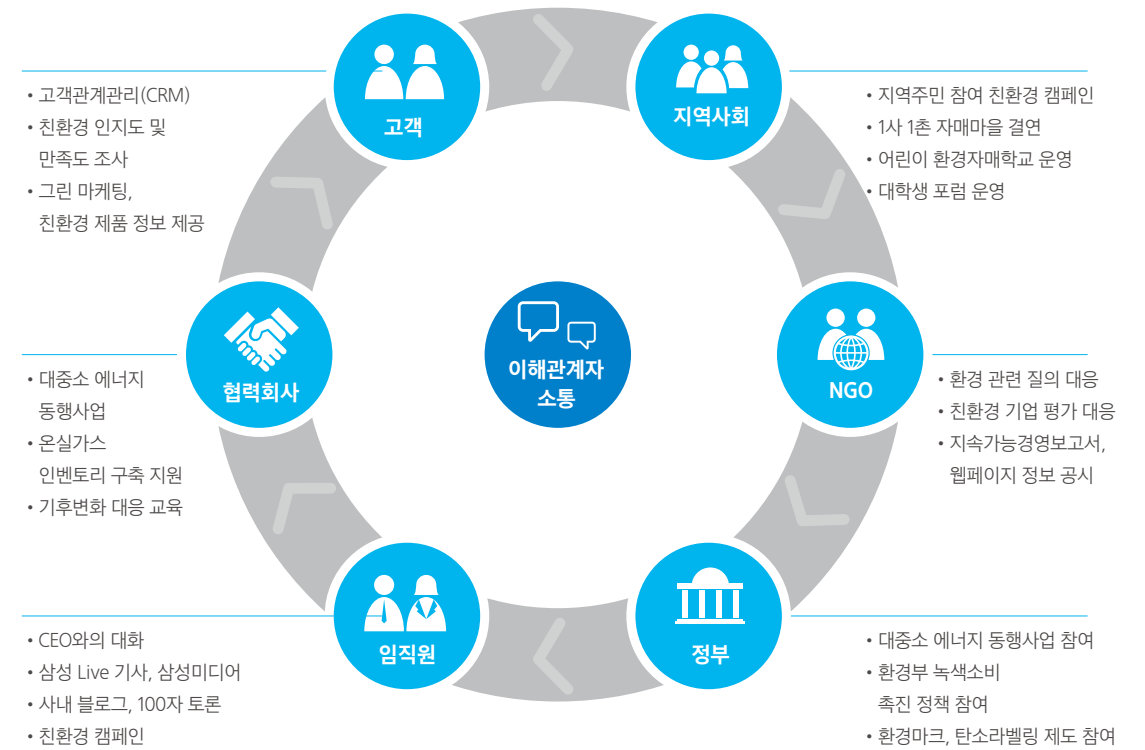 고객
• 고객관계관리(CRM)
• 친환경 인지도 및
만족도 조사
• 그린 마케팅,
친환경 제품 정보 제공
지역사회
• 지역주민 참여 친환경 캠페인
• 1사 1촌 자매마을 결연
• 어린이 환경자매학교 운영
• 대학생 포럼 운영
협력회사
• 대중소 에너지
동행사업
• 온실가스
인벤토리 구축 지원
• 기후변화 대응 교육
이해관계자
소통
NGO
• 환경 관련 질의 대응
• 친환경 기업 평가 대응
• 지속가능경영보고서,
웹페이지 정보 공시
임직원
• CEO와의 대화
• 삼성 Live 기사, 삼성미디어
• 사내 블로그, 100자 토론
• 친환경 캠페인
정부
• 대중소 에너지 동행사업 참여
• 환경부 녹색소비
촉진 정책 참여
• 환경마크, 탄소라벨링 제도 참여